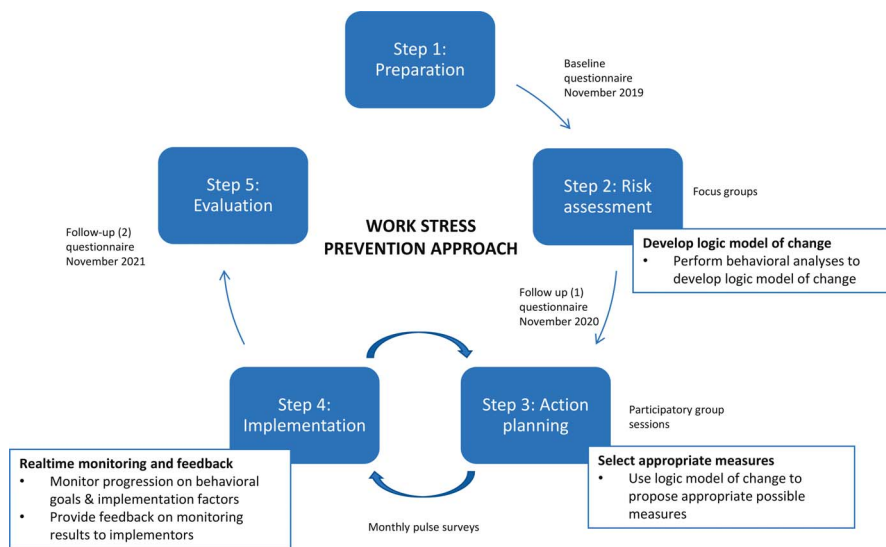 Step 1:
Preparation
Baseline
questionnaire
November 2019
Step 2: Risk
assessment
Focus groups
Develop logic model of change
• Perform behavioral analyses to
develop logic model of change
WORK STRESS
PREVENTION APPROACH
Follow up (1)
questionnaire
November 2020
Step 3: Action
planning
Participatory group
sessions
Select appropriate measures
• Use logic model of change to
propose appropriate possible
measures
Monthly pulse surveys
Step 4:
Implementation
Realtime monitoring and feedback
• Monitor progression on behavioral
goals & implementation factors
• Provide feedback on monitoring
results to implementors
Follow-up (2)
questionnaire
November 2021
Step 5:
Evaluation